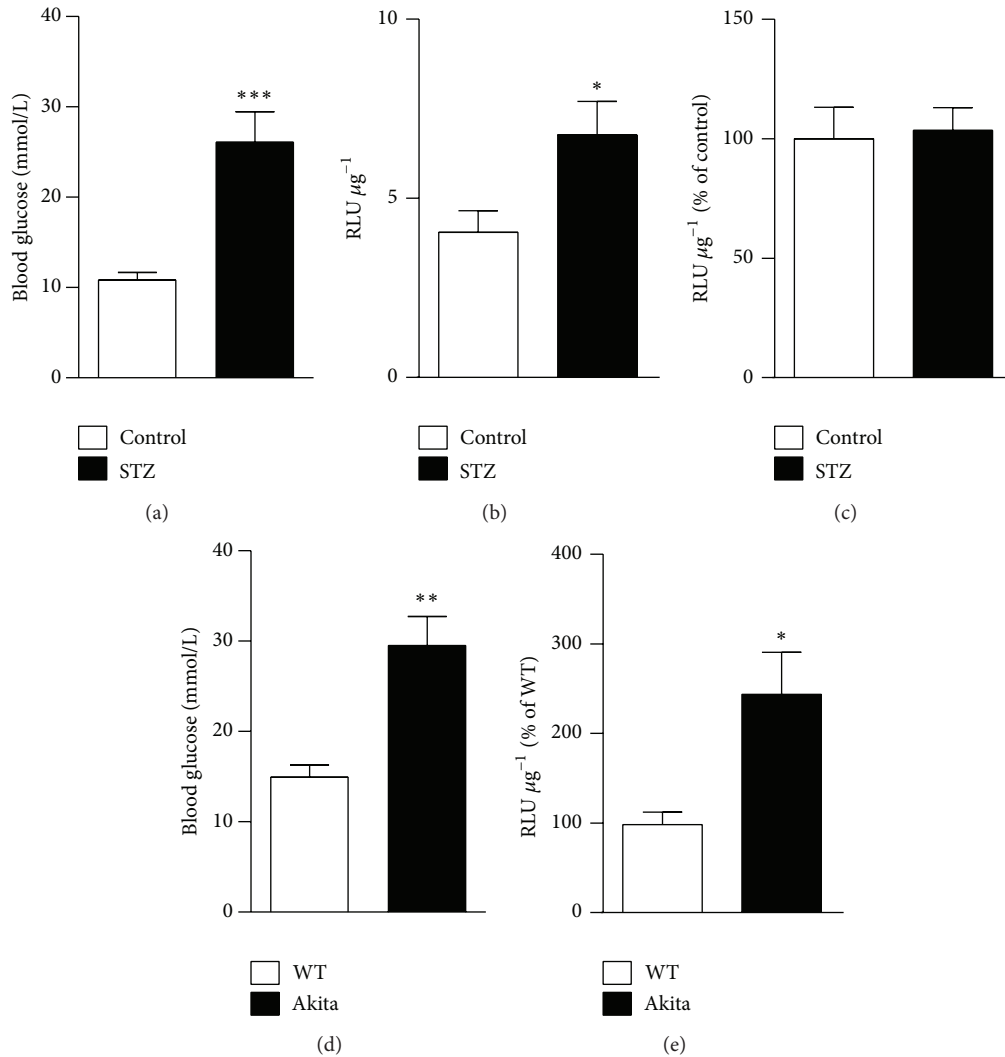 Blood glucose (mmol/L)
40
30
20
10
0
***
Control
STZ
(a)
RLU μg⁻¹
10
5
0
*
Control
STZ
(b)
RLU μg⁻¹ (% of control)
150
100
50
0
Control
STZ
(c)
Blood glucose (mmol/L)
40
30
20
10
0
**
WT
Akita
(d)
RLU μg⁻¹ (% of WT)
400
300
200
100
0
*
WT
Akita
(e)